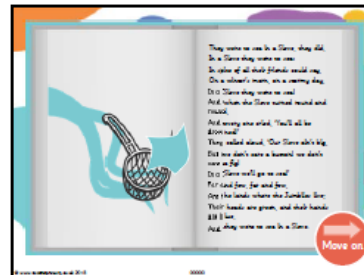 They went to sea in a Sieve, they did,
In a Sieve they went to sea:
In spite of all their friends could say,
On a winter's morn, on a stormy day,
In a Sieve they went to sea!
And when the Sieve turned round and
round,
And every one cried, 'You'll all be
drowned!'
They called aloud, 'Our Sieve ain't big,
But we don't care a button! we don't
care a fig!
In a Sieve we'll go to sea!'
Far and few, far and few,
Are the lands where the Jumblies live;
Their heads are green, and their hands
are blue,
And they went to sea in a Sieve.
Move on